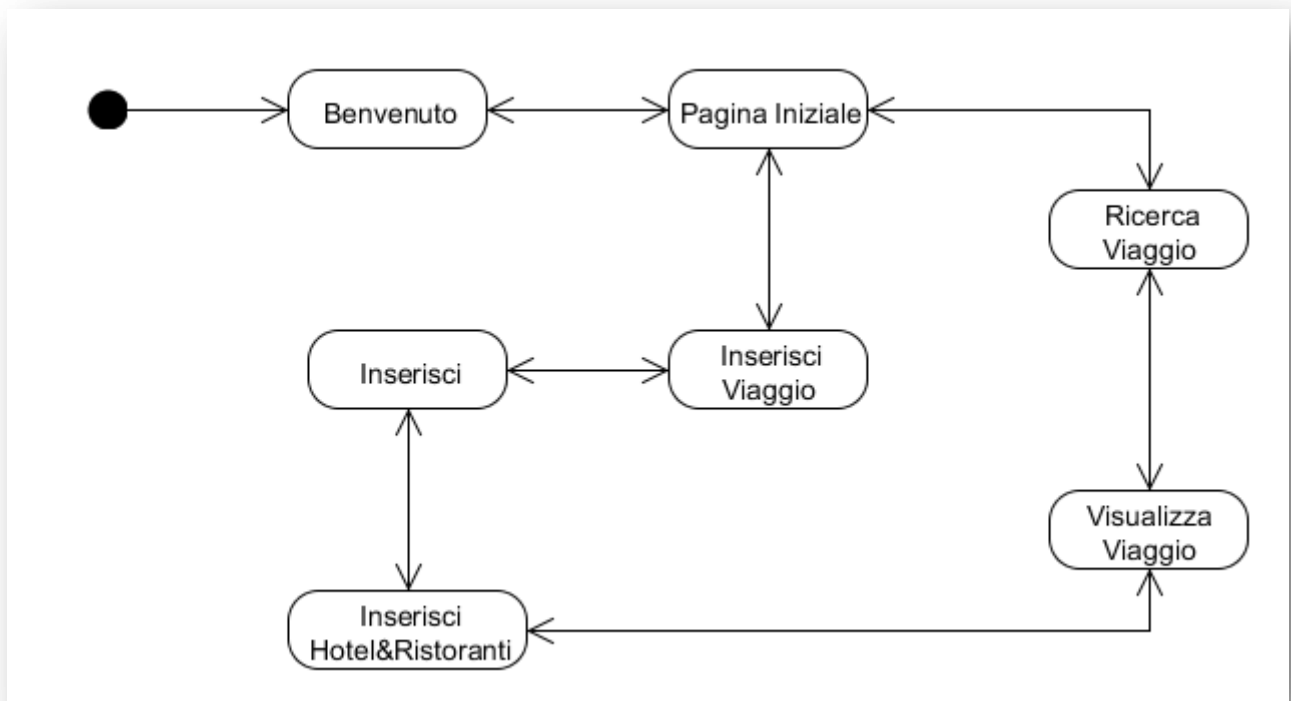 Benvenuto
Pagina Iniziale
Ricerca
Viaggio
Inserisci
Inserisci
Viaggio
Visualizza
Viaggio
Inserisci
Hotel&Ristoranti